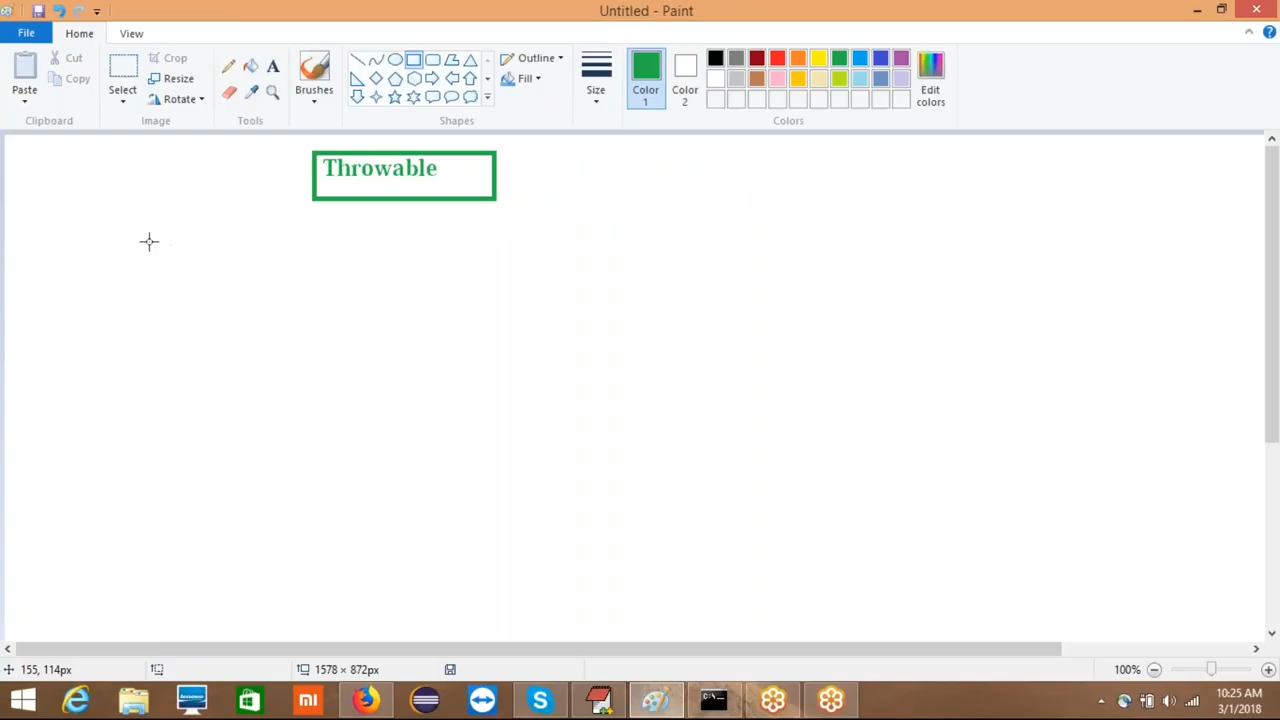 Untitled - Paint
File Home View
Paste
Cut
Copy
Clipboard
Select
Crop
Resize
Rotate
Image
A
Tools
Brushes
Outline
Fill
Shapes
Size
Color 1
Color 2
Edit colors
Colors
Throwable
155, 114px
1578 × 872px
100%
Lenovo
mi
S
C:\
10:25 AM
3/1/2018